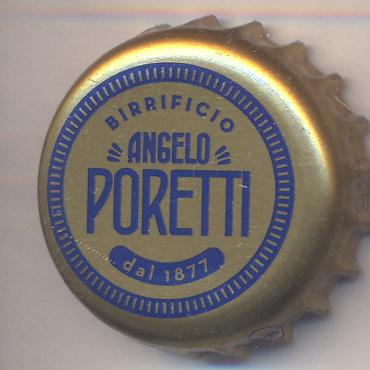 BIRRIFICIO
ANGELO
PORETTI
dal 1877